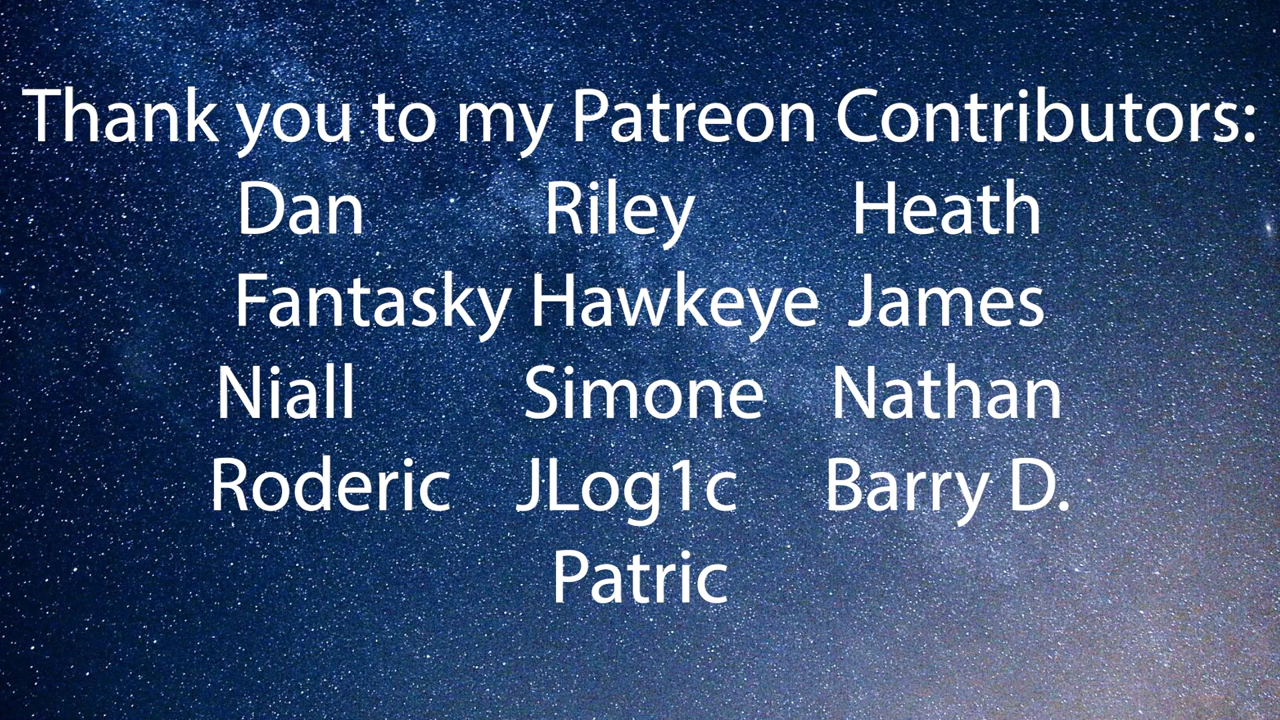 Thank you to my Patreon Contributors:
Dan Riley Heath
Fantasky Hawkeye James
Niall Simone Nathan
Roderic JLog1c Barry D.
Patric